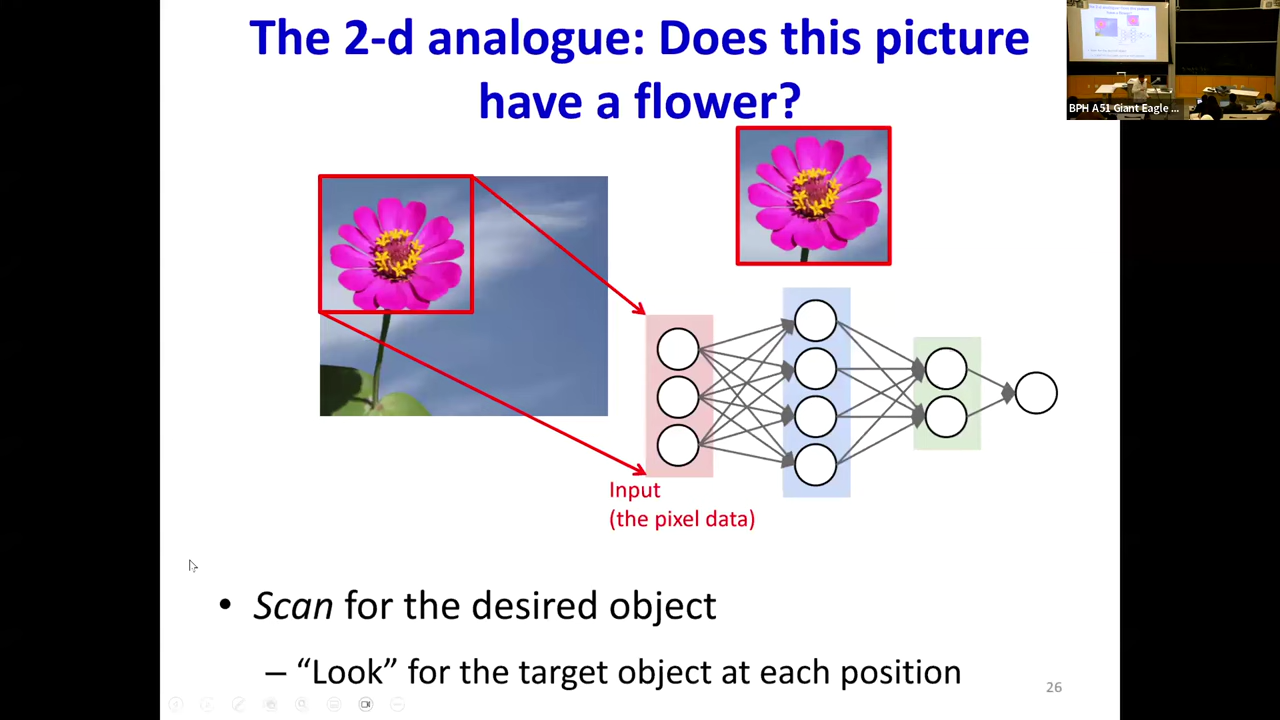 The 2-d analogue: Does this picture
have a flower?
BPH A51 Giant Eagle ...
Input
(the pixel data)
• Scan for the desired object
– “Look” for the target object at each position
26